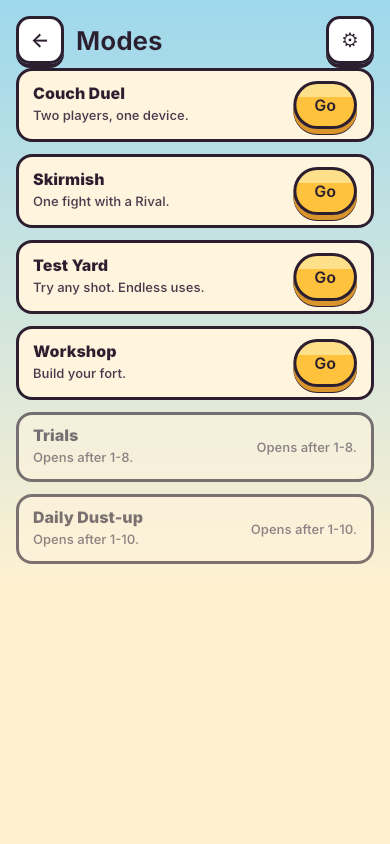 Modes
Couch Duel
Two players, one device.
Go
Skirmish
One fight with a Rival.
Go
Test Yard
Try any shot. Endless uses.
Go
Workshop
Build your fort.
Go
Trials
Opens after 1-8.
Opens after 1-8.
Daily Dust-up
Opens after 1-10.
Opens after 1-10.